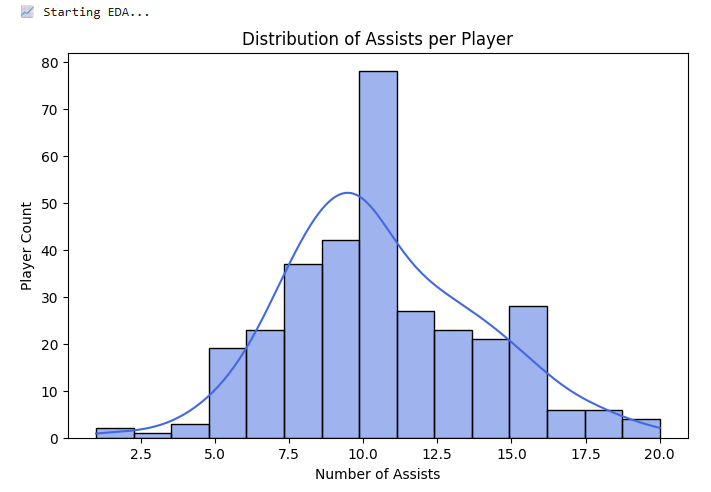 📈 Starting EDA...
Distribution of Assists per Player
80
70
60
50
40
30
20
10
0
Player Count
2.5 5.0 7.5 10.0 12.5 15.0 17.5 20.0
Number of Assists